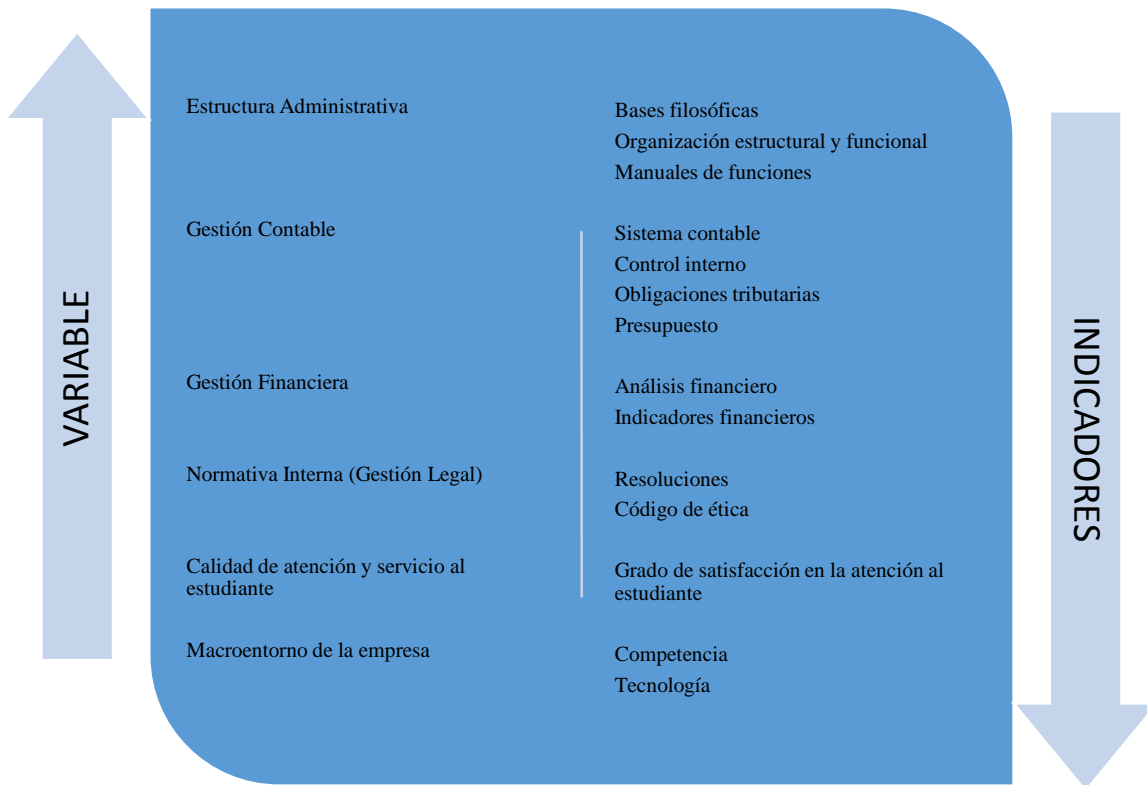 VARIABLE
Estructura Administrativa
Bases filosóficas
Organización estructural y funcional
Manuales de funciones
Gestión Contable
Sistema contable
Control interno
Obligaciones tributarias
Presupuesto
Gestión Financiera
Análisis financiero
Indicadores financieros
Normativa Interna (Gestión Legal)
Resoluciones
Código de ética
Calidad de atención y servicio al
estudiante
Grado de satisfacción en la atención al
estudiante
Macroentorno de la empresa
Competencia
Tecnología
INDICADORES